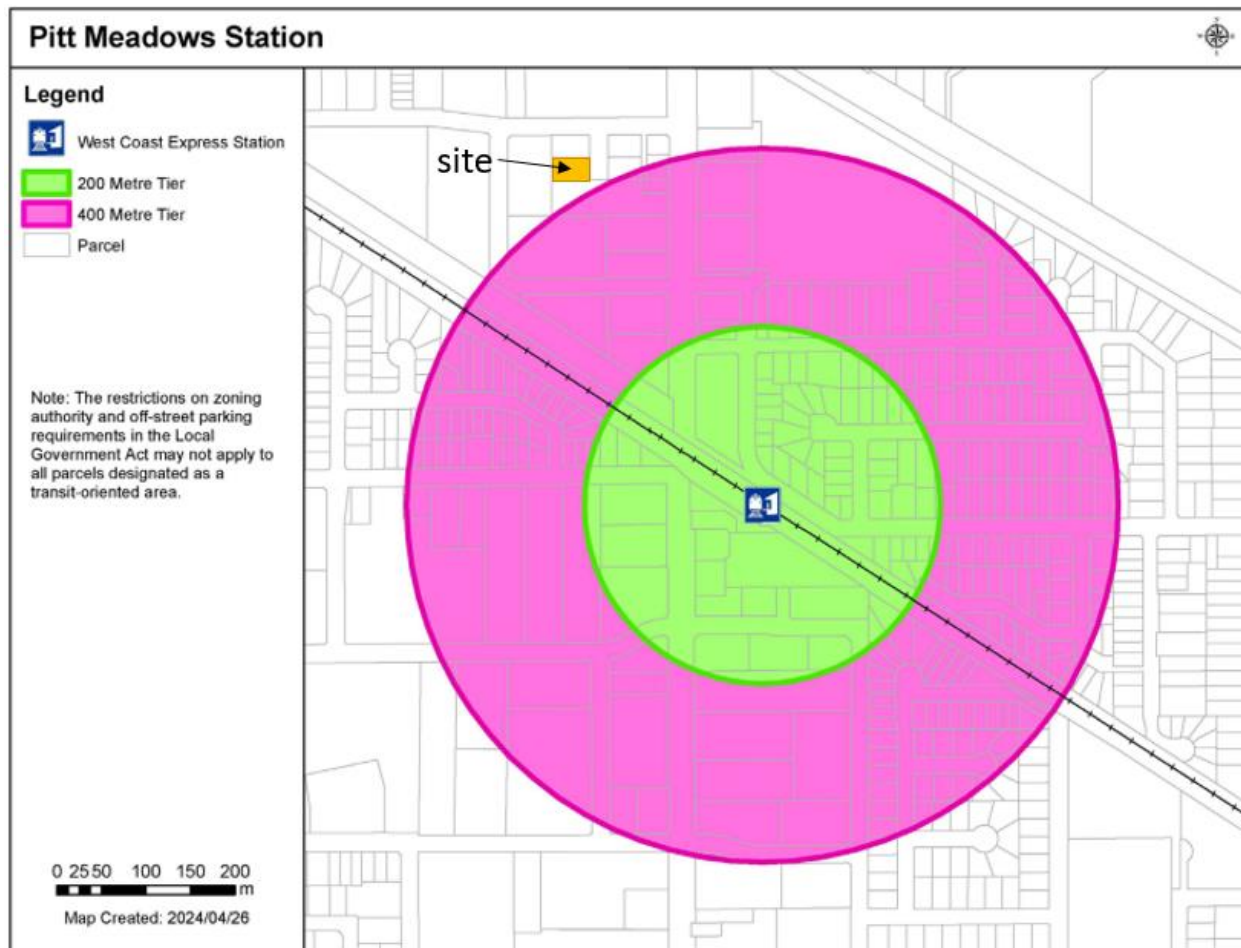 Pitt Meadows Station
Legend
West Coast Express Station
200 Metre Tier
400 Metre Tier
Parcel
site
Note: The restrictions on zoning
authority and off-street parking
requirements in the Local
Government Act may not apply to
all parcels designated as a
transit-oriented area.
0 25 50 100 150 200
m
Map Created: 2024/04/26